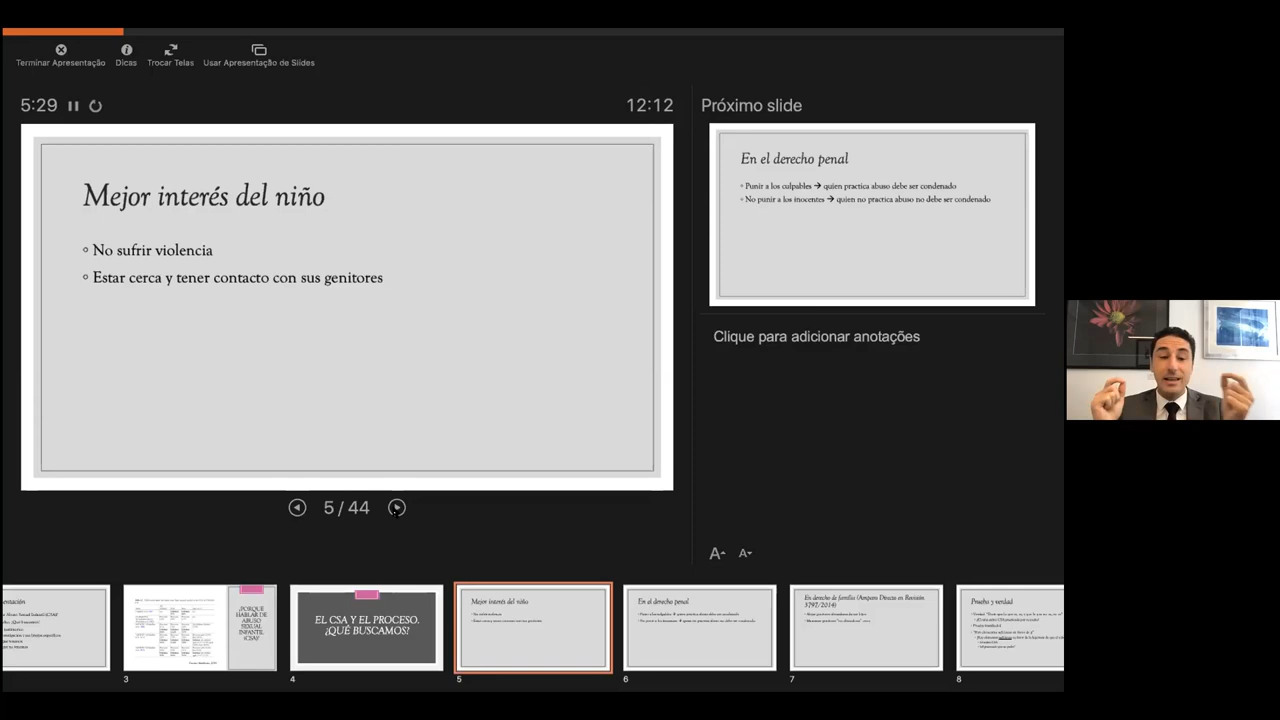 Terminar Apresentação
Dicas
Trocar Telas
Usar Apresentação de Slides
5:29
12:12
Próximo slide
Mejor interés del niño
◦ No sufrir violencia
◦ Estar cerca y tener contacto con sus genitores
En el derecho penal
◦ Punir a los culpables → quien practica abuso debe ser condenado
◦ No punir a los inocentes → quien no practica abuso no debe ser condenado
Clique para adicionar anotações
5 / 44
A
A
¿PORQUE
HABLAR DE
ABUSO
SEXUAL
INFANTIL
(CSA)?
EL CSA Y EL PROCESO.
¿QUÉ BUSCAMOS?
Mejor interés del niño
En el derecho penal
En derecho de familia (Amparo Directo en Revisión
3797/2014)
Prueba y verdad
3
4
5
6
7
8